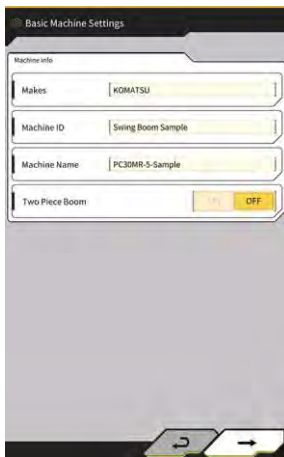 Basic Machine Settings
Machine info
Makes
KOMATSU
Machine ID
Swing Boom Sample
Machine Name
PC30MR-5-Sample
Two Piece Boom
OFF